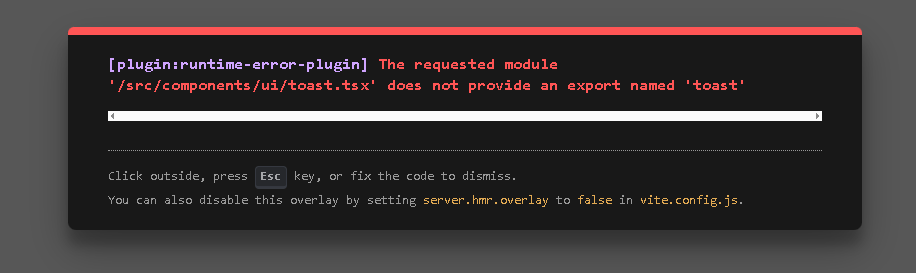 [plugin:runtime-error-plugin] The requested module
'/src/components/ui/toast.tsx' does not provide an export named 'toast'
Click outside, press Esc key, or fix the code to dismiss.
You can also disable this overlay by setting server.hmr.overlay to false in vite.config.js.